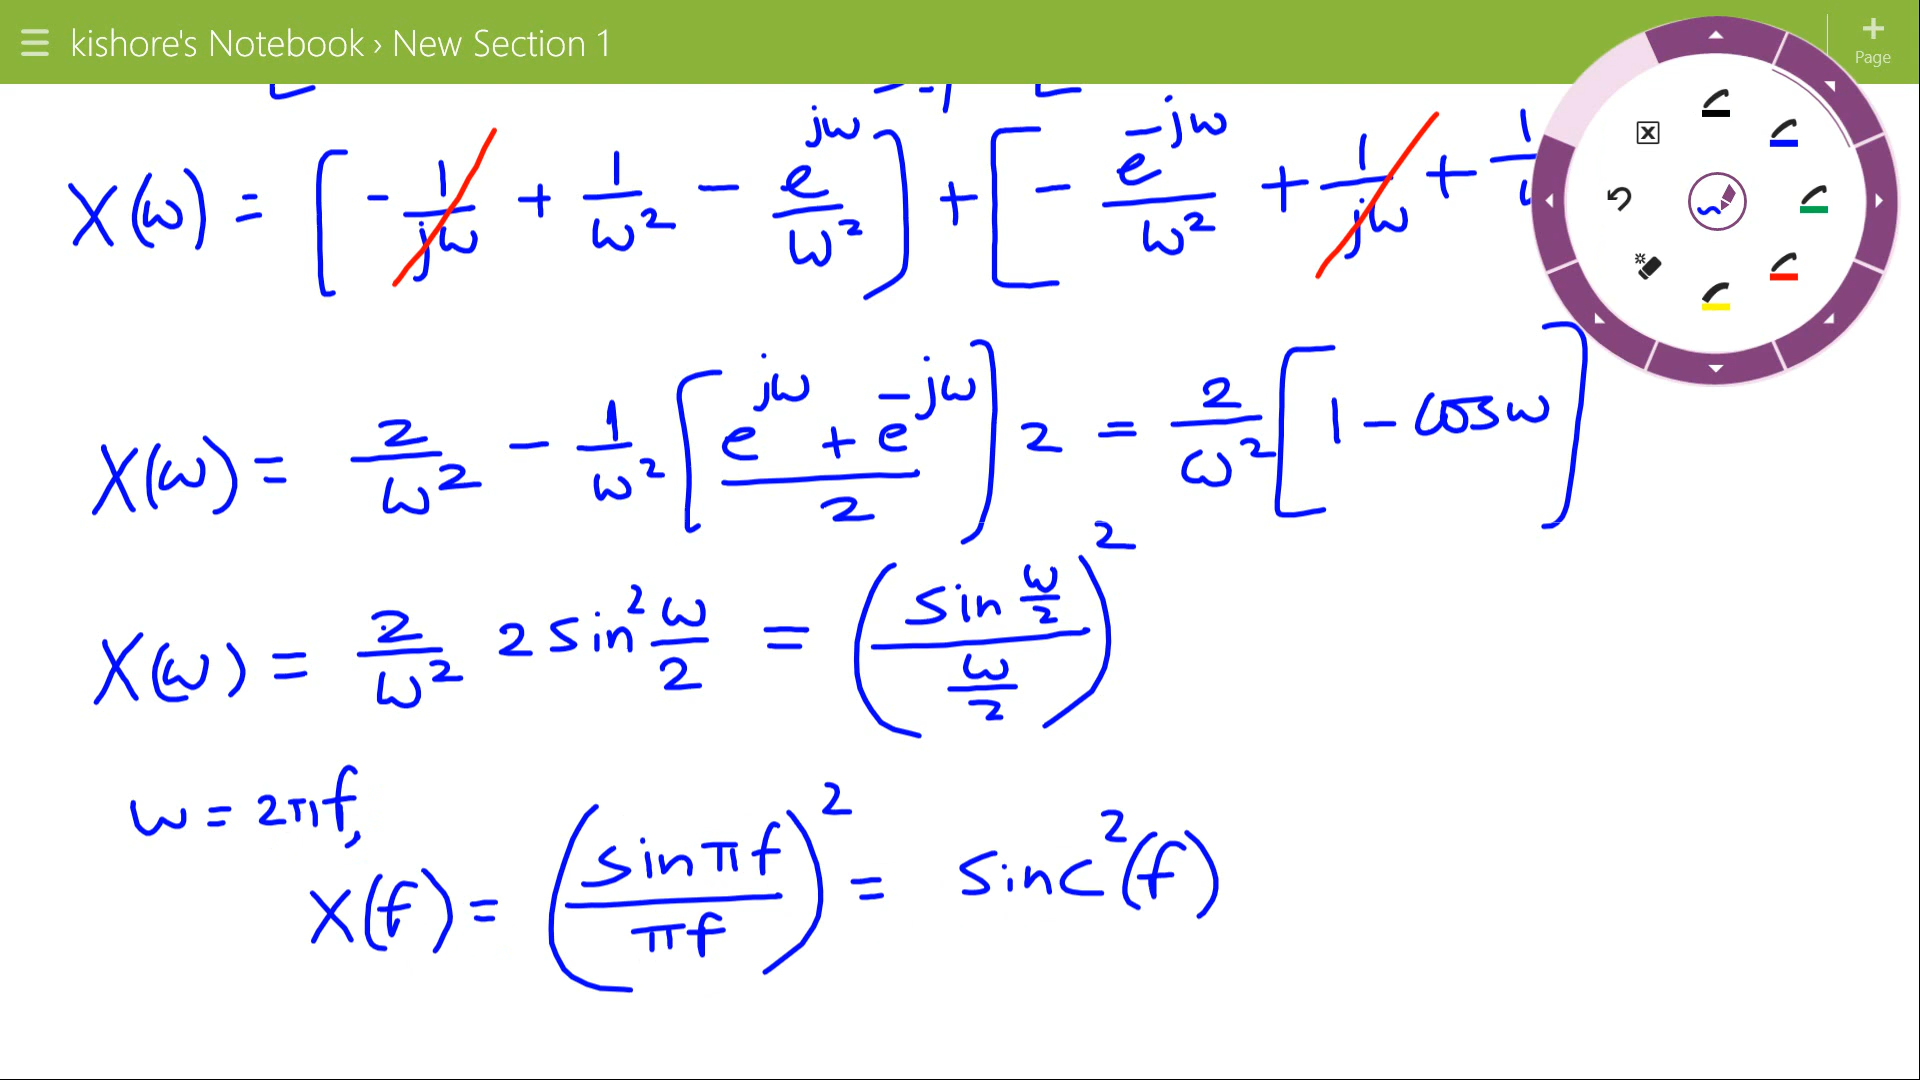 kishore's Notebook › New Section 1
Page
X(ω) = [ - 1/jω + 1/ω² - e^jω/ω² ] + [ - e^-jω/ω² + 1/jω + 1/
X(ω) = 2/ω² - 1/ω² [ (e^jω + e^-jω)/2 ] 2 = 2/ω² [ 1 - cosω ]
X(ω) = 2/ω² 2 sin² ω/2 = ( sin ω/2 / ω/2 )²
ω = 2πf,
X(f) = ( sin πf / πf )² = sinc²(f)